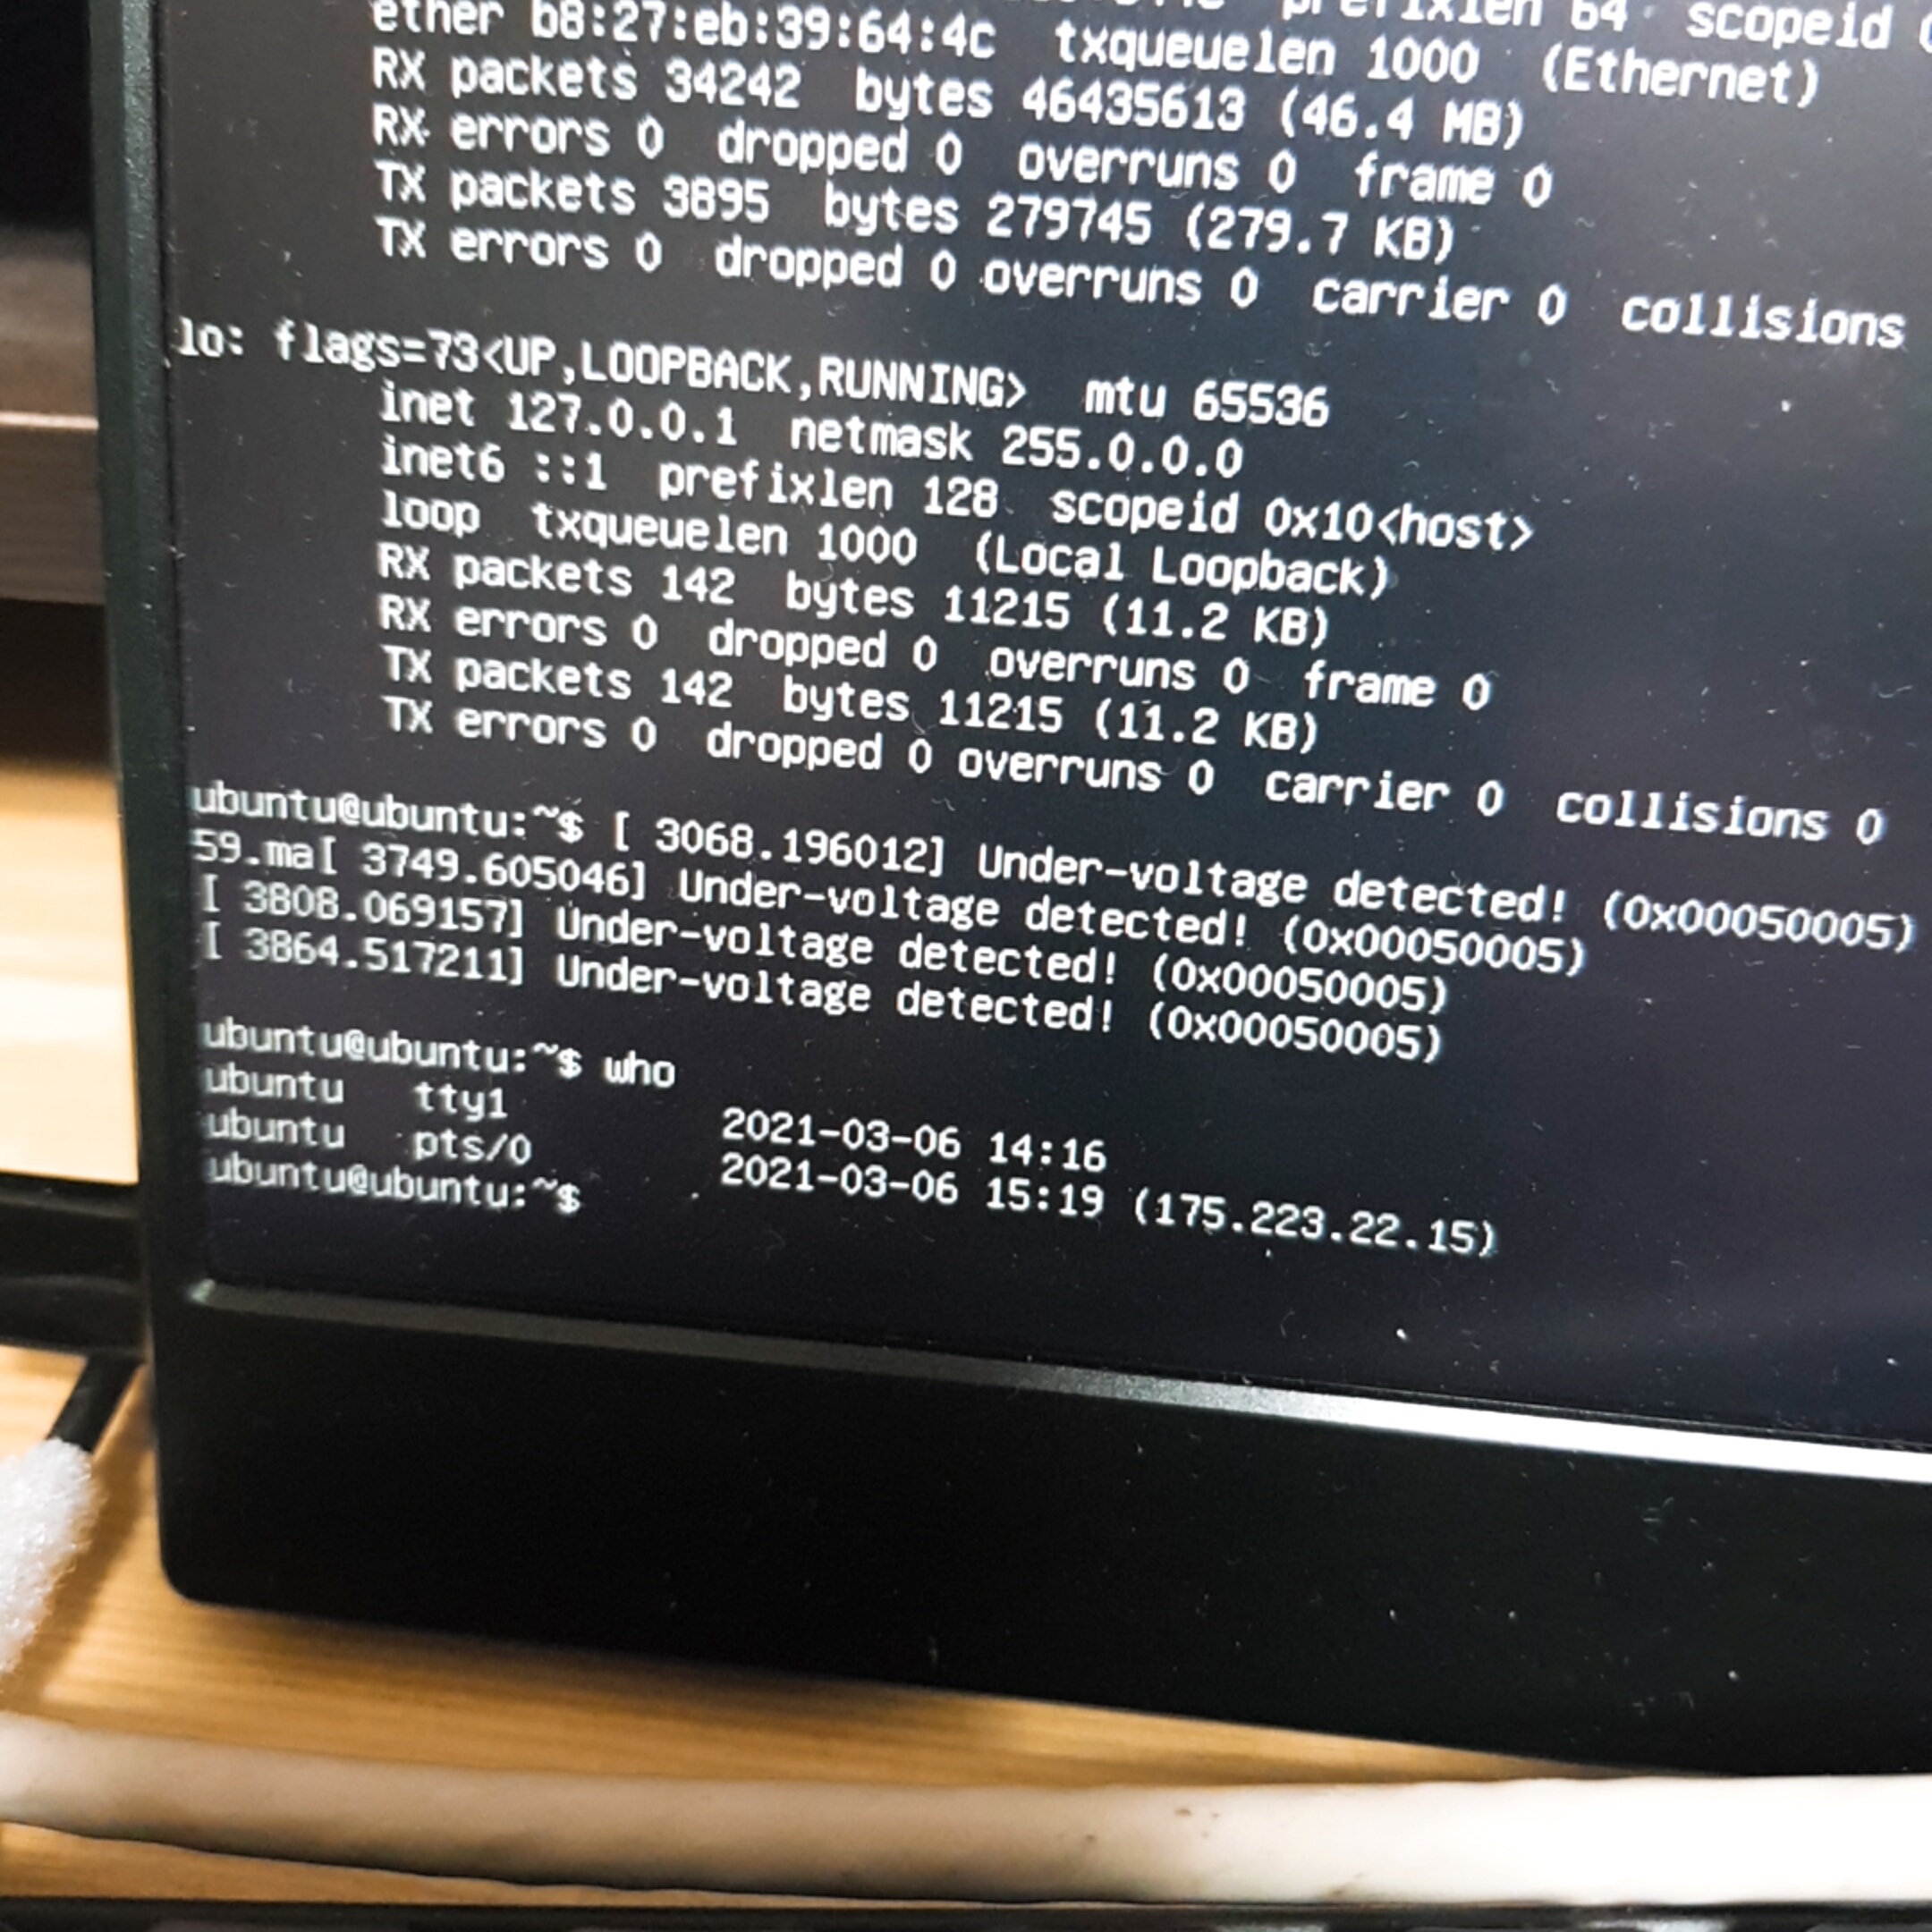 prefixlen 64  scopeid
ether b8:27:eb:39:64:4c  txqueuelen 1000  (Ethernet)
RX packets 34242  bytes 46435613 (46.4 MB)
RX errors 0  dropped 0  overruns 0  frame 0
TX packets 3895  bytes 279745 (279.7 KB)
TX errors 0  dropped 0 overruns 0  carrier 0  collisions
lo: flags=73<UP,LOOPBACK,RUNNING>  mtu 65536
inet 127.0.0.1  netmask 255.0.0.0
inet6 ::1  prefixlen 128  scopeid 0x10<host>
loop  txqueuelen 1000  (Local Loopback)
RX packets 142  bytes 11215 (11.2 KB)
RX errors 0  dropped 0  overruns 0  frame 0
TX packets 142  bytes 11215 (11.2 KB)
TX errors 0  dropped 0 overruns 0  carrier 0  collisions 0
ubuntu@ubuntu:~$ [ 3068.196012] Under-voltage detected! (0x00050005)
59.ma[ 3749.605046] Under-voltage detected! (0x00050005)
[ 3808.069157] Under-voltage detected! (0x00050005)
[ 3864.517211] Under-voltage detected! (0x00050005)
ubuntu@ubuntu:~$ who
ubuntu   tty1         2021-03-06 14:16
ubuntu   pts/0        2021-03-06 15:19 (175.223.22.15)
ubuntu@ubuntu:~$